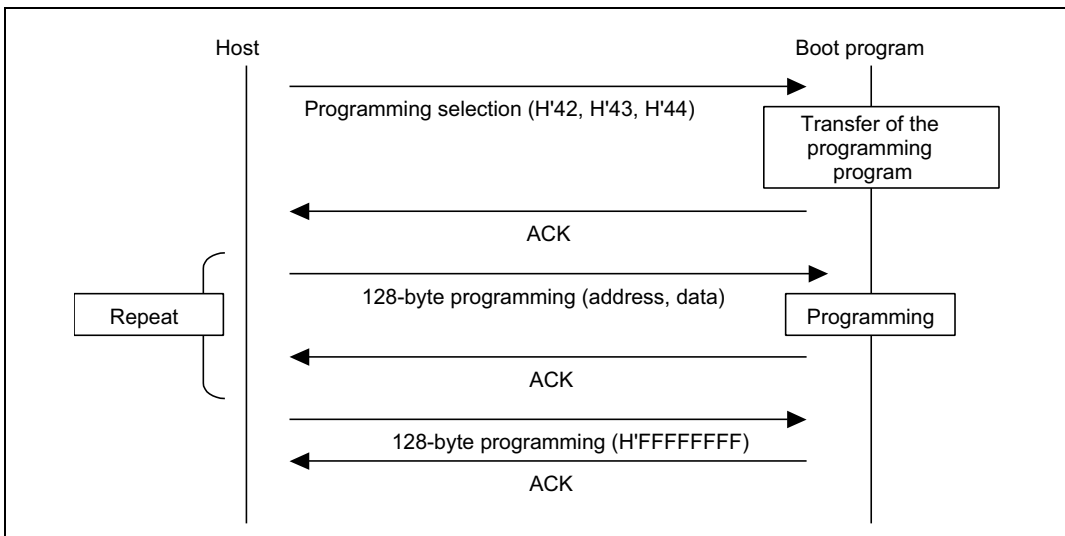 Host
Boot program
Programming selection (H'42, H'43, H'44)
Transfer of the
programming
program
ACK
128-byte programming (address, data)
Repeat
Programming
ACK
128-byte programming (H'FFFFFFFF)
ACK